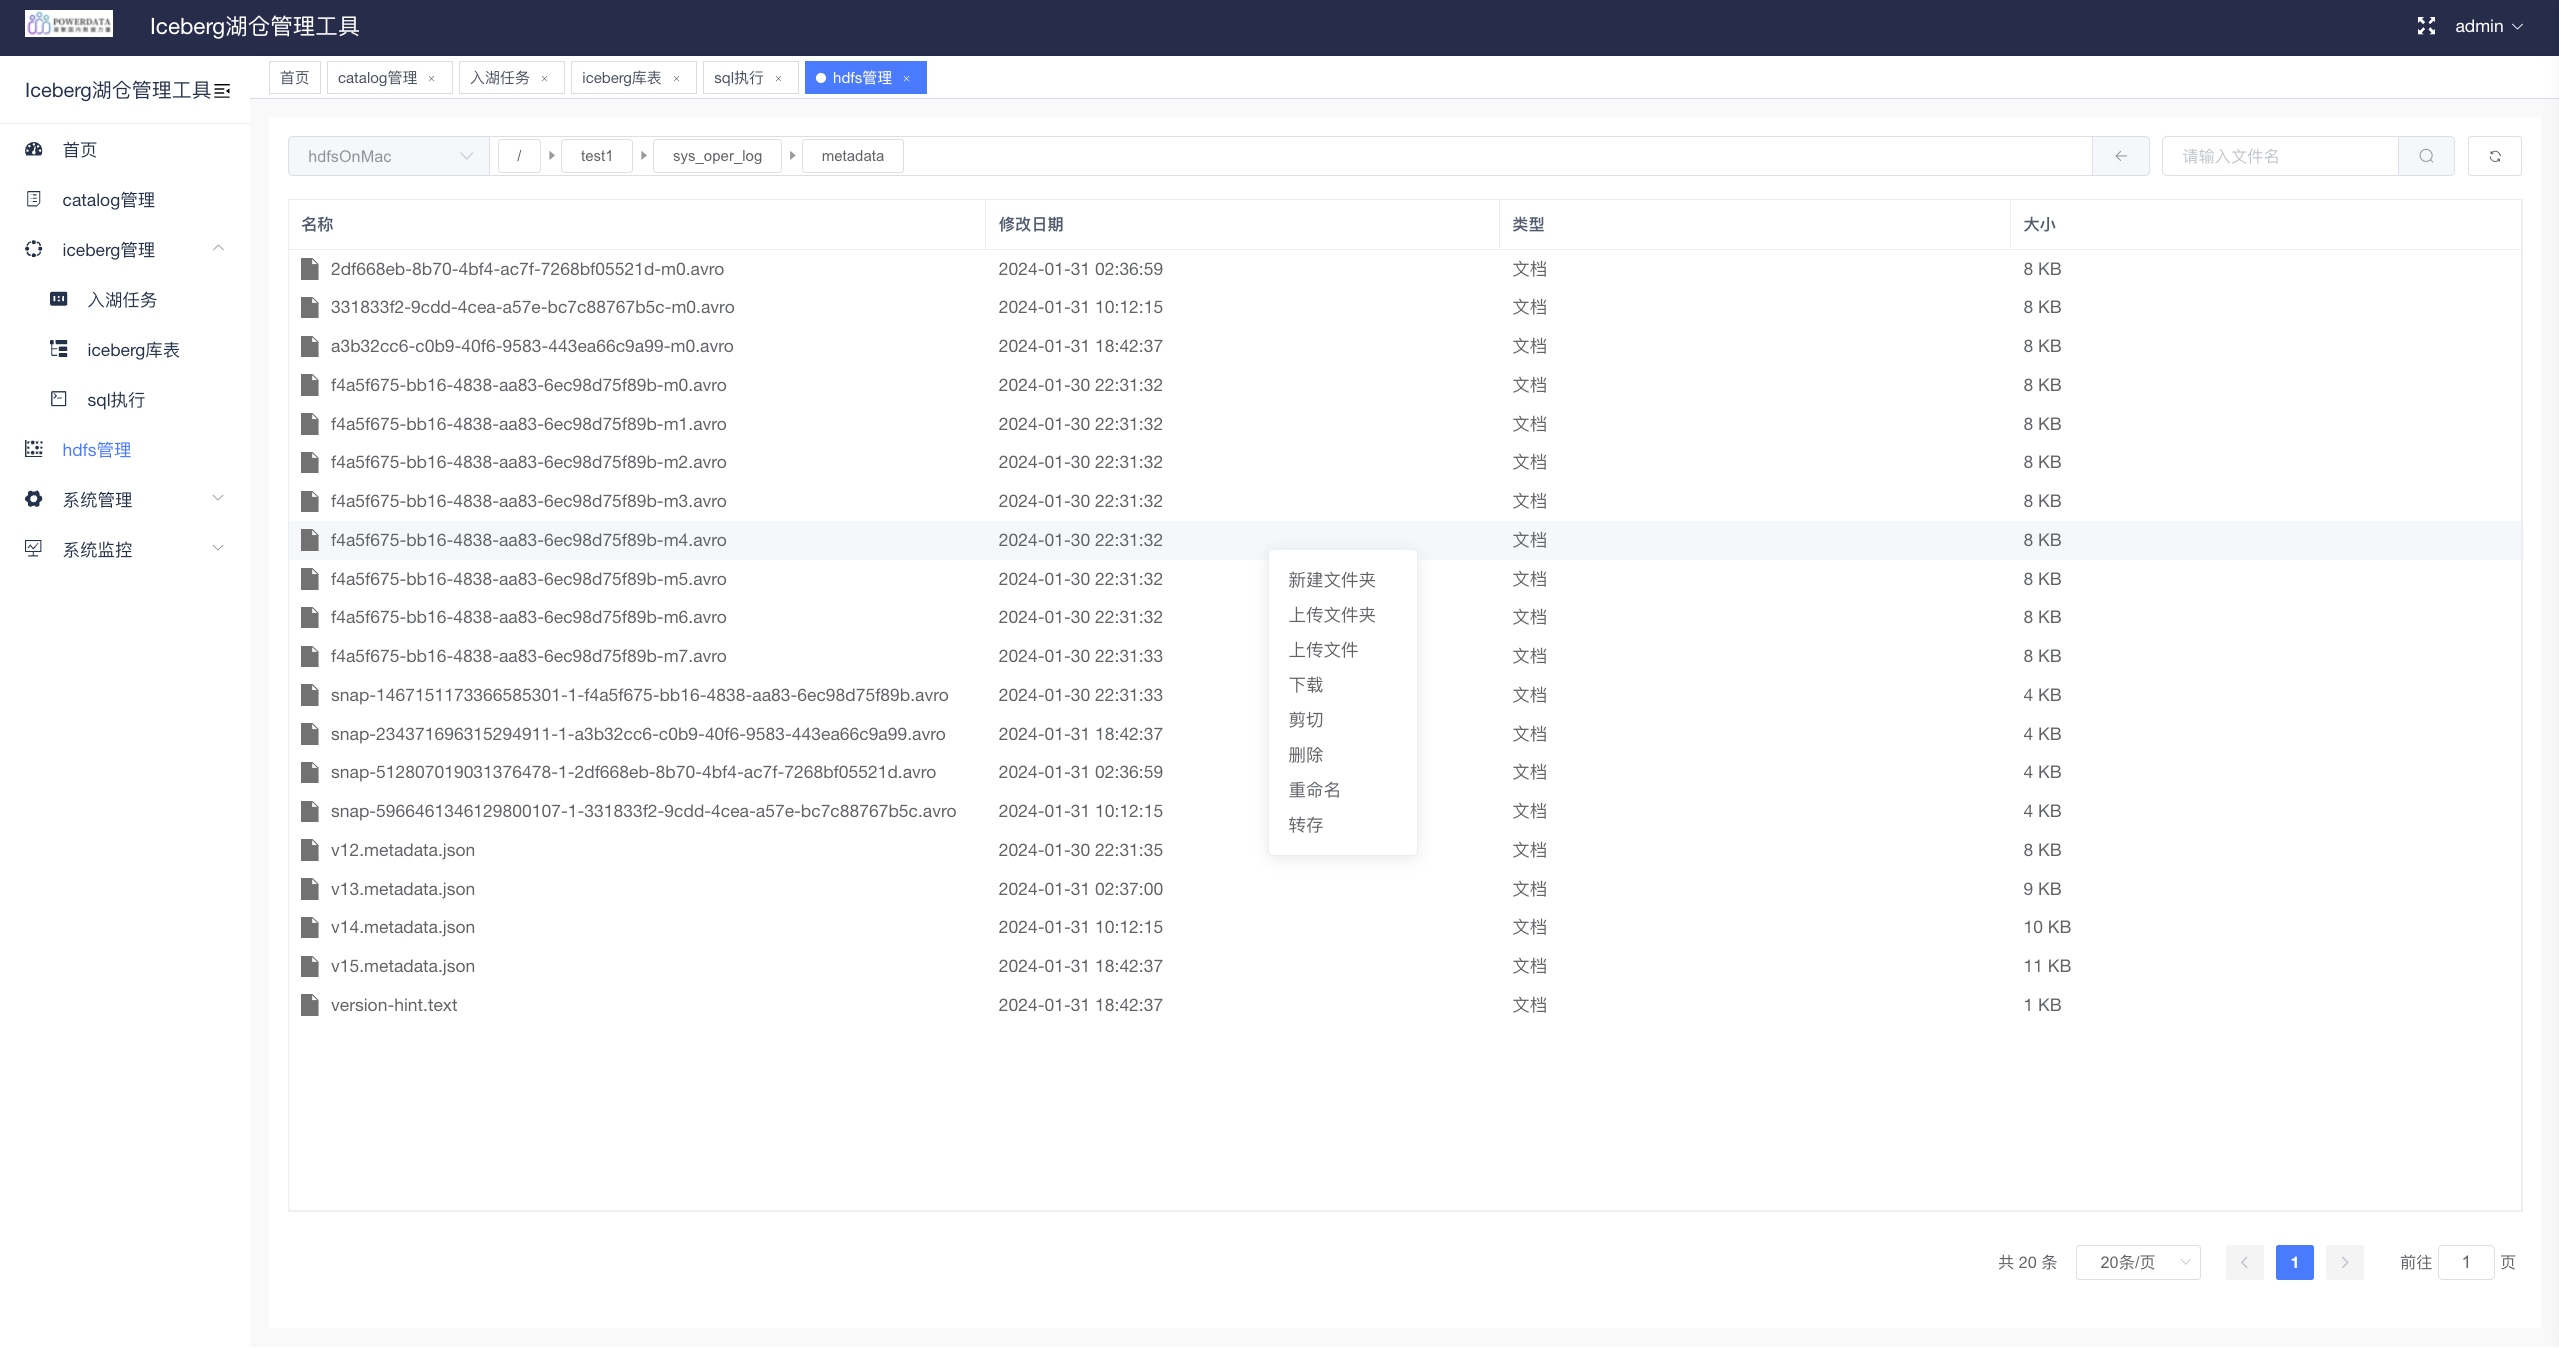 POWERDATA
Iceberg湖仓管理工具
admin
Iceberg湖仓管理工具
首页
catalog管理
iceberg管理
入湖任务
iceberg库表
sql执行
hdfs管理
系统管理
系统监控
首页 catalog管理 × 入湖任务 × iceberg库表 × sql执行 × hdfs管理 ×
hdfsOnMac / test1 sys_oper_log metadata 请输入文件名
名称 修改日期 类型 大小
2df668eb-8b70-4bf4-ac7f-7268bf05521d-m0.avro 2024-01-31 02:36:59 文档 8 KB
331833f2-9cdd-4cea-a57e-bc7c88767b5c-m0.avro 2024-01-31 10:12:15 文档 8 KB
a3b32cc6-c0b9-40f6-9583-443ea66c9a99-m0.avro 2024-01-31 18:42:37 文档 8 KB
f4a5f675-bb16-4838-aa83-6ec98d75f89b-m0.avro 2024-01-30 22:31:32 文档 8 KB
f4a5f675-bb16-4838-aa83-6ec98d75f89b-m1.avro 2024-01-30 22:31:32 文档 8 KB
f4a5f675-bb16-4838-aa83-6ec98d75f89b-m2.avro 2024-01-30 22:31:32 文档 8 KB
f4a5f675-bb16-4838-aa83-6ec98d75f89b-m3.avro 2024-01-30 22:31:32 文档 8 KB
f4a5f675-bb16-4838-aa83-6ec98d75f89b-m4.avro 2024-01-30 22:31:32 文档 8 KB
f4a5f675-bb16-4838-aa83-6ec98d75f89b-m5.avro 2024-01-30 22:31:32 文档 8 KB
f4a5f675-bb16-4838-aa83-6ec98d75f89b-m6.avro 2024-01-30 22:31:32 文档 8 KB
f4a5f675-bb16-4838-aa83-6ec98d75f89b-m7.avro 2024-01-30 22:31:33 文档 8 KB
snap-1467151173366585301-1-f4a5f675-bb16-4838-aa83-6ec98d75f89b.avro 2024-01-30 22:31:33 文档 4 KB
snap-234371696315294911-1-a3b32cc6-c0b9-40f6-9583-443ea66c9a99.avro 2024-01-31 18:42:37 文档 4 KB
snap-512807019031376478-1-2df668eb-8b70-4bf4-ac7f-7268bf05521d.avro 2024-01-31 02:36:59 文档 4 KB
snap-5966461346129800107-1-331833f2-9cdd-4cea-a57e-bc7c88767b5c.avro 2024-01-31 10:12:15 文档 4 KB
v12.metadata.json 2024-01-30 22:31:35 文档 8 KB
v13.metadata.json 2024-01-31 02:37:00 文档 9 KB
v14.metadata.json 2024-01-31 10:12:15 文档 10 KB
v15.metadata.json 2024-01-31 18:42:37 文档 11 KB
version-hint.text 2024-01-31 18:42:37 文档 1 KB
新建文件夹
上传文件夹
上传文件
下载
剪切
删除
重命名
转存
共 20 条 20条/页 1 前往 1 页